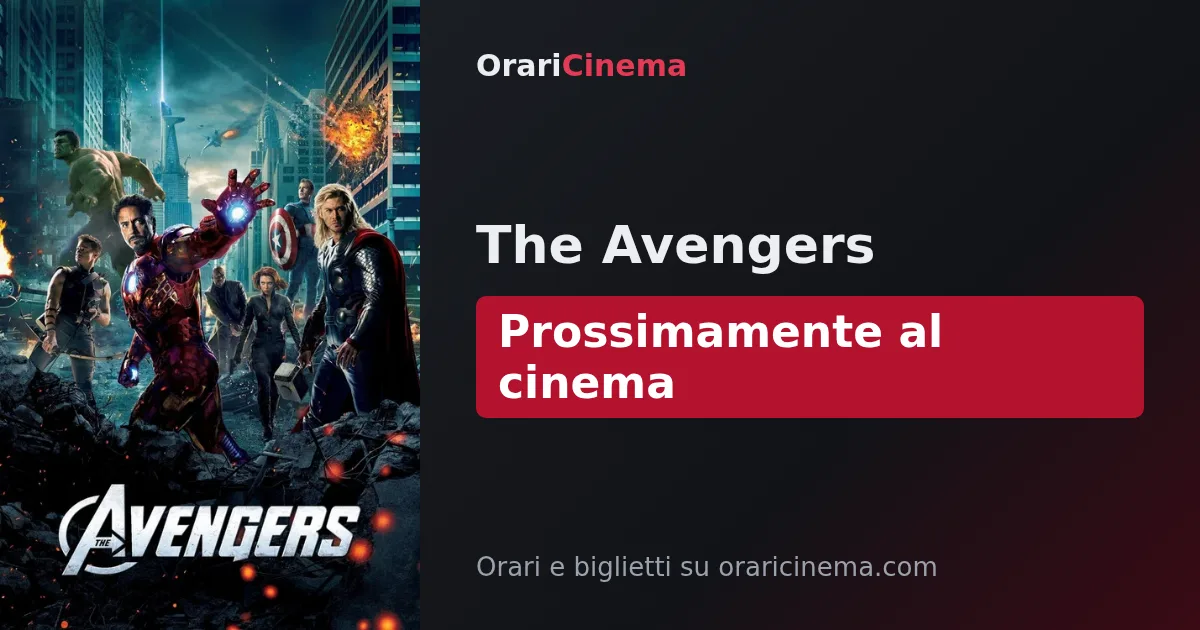 OrariCinema
The Avengers
Prossimamente al
cinema
THE AVENGERS
Orari e biglietti su oraricinema.com